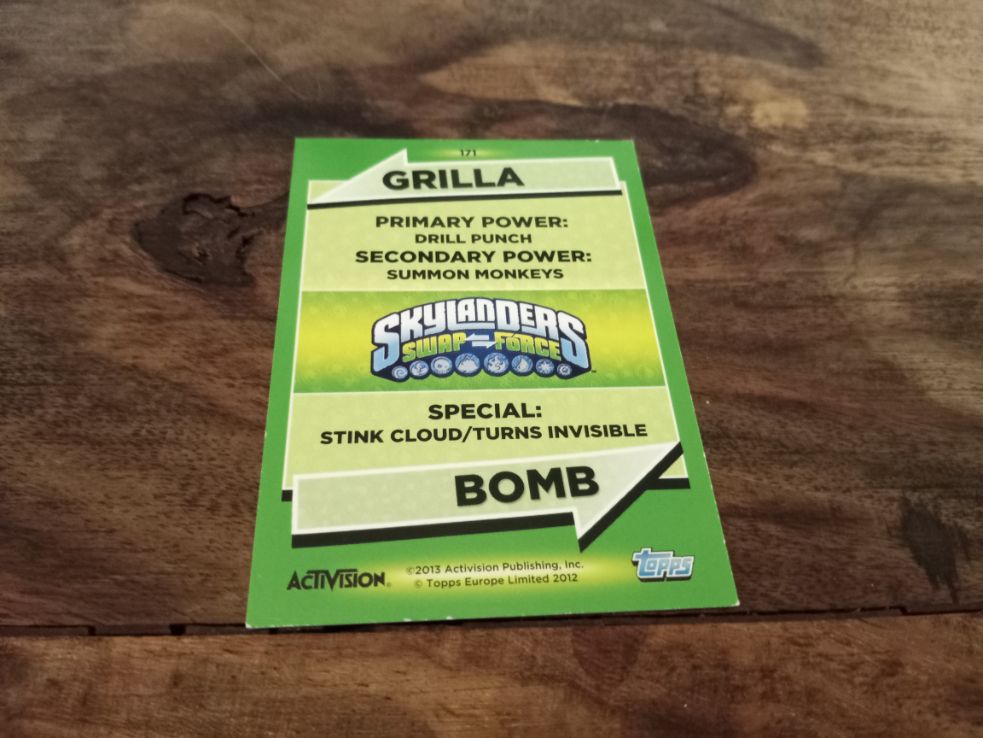 171
GRILLA
PRIMARY POWER:
DRILL PUNCH
SECONDARY POWER:
SUMMON MONKEYS
SKYLANDERS
SWAP FORCE
SPECIAL:
STINK CLOUD/TURNS INVISIBLE
BOMB
ACTIVISION®
©2013 Activision Publishing, Inc.
© Topps Europe Limited 2012
topps